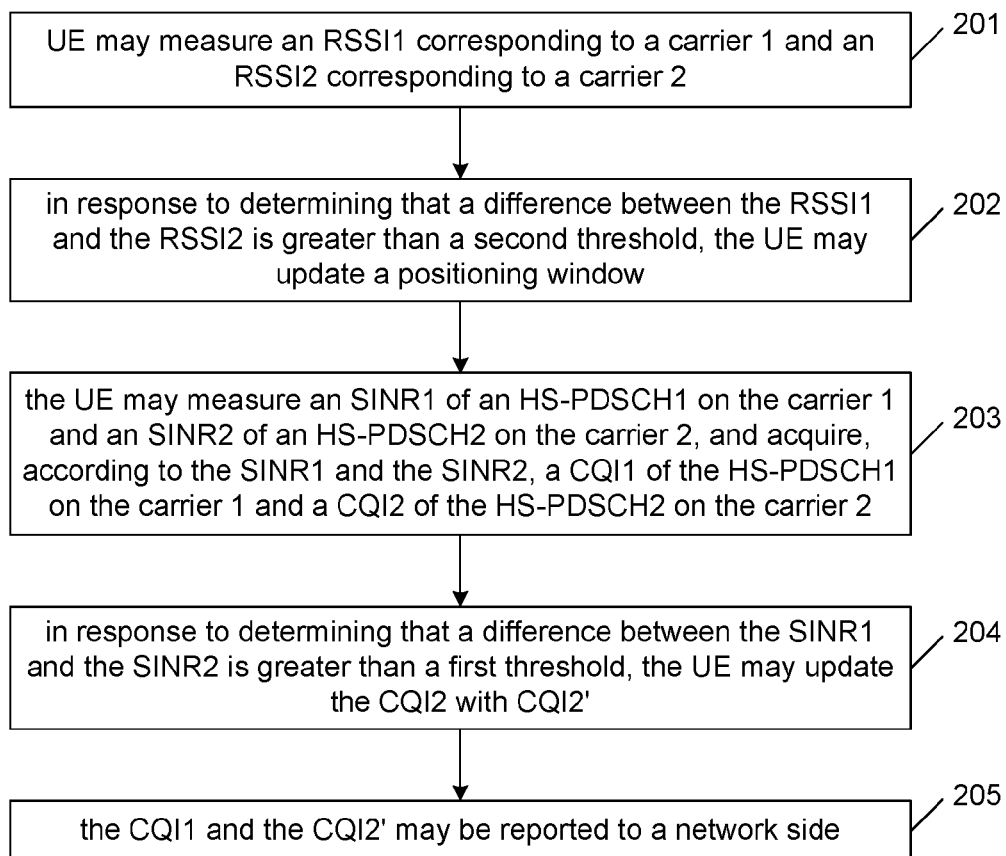 UE may measure an RSSI1 corresponding to a carrier 1 and an
RSSI2 corresponding to a carrier 2
201
in response to determining that a difference between the RSSI1
and the RSSI2 is greater than a second threshold, the UE may
update a positioning window
202
the UE may measure an SINR1 of an HS-PDSCH1 on the carrier 1
and an SINR2 of an HS-PDSCH2 on the carrier 2, and acquire,
according to the SINR1 and the SINR2, a CQI1 of the HS-PDSCH1
on the carrier 1 and a CQI2 of the HS-PDSCH2 on the carrier 2
203
in response to determining that a difference between the SINR1
and the SINR2 is greater than a first threshold, the UE may update
the CQI2 with CQI2'
204
the CQI1 and the CQI2' may be reported to a network side
205